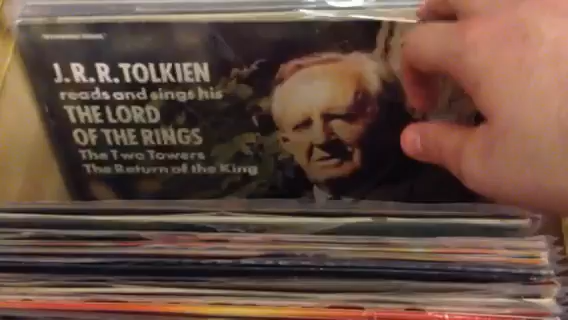 J.R.R. TOLKIEN
reads and sings his
THE LORD
OF THE RINGS
The Two Towers
The Return of the King